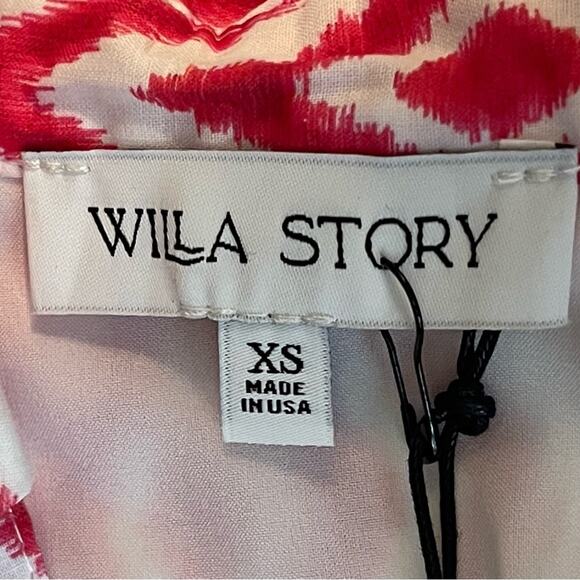 WILLA STORY
XS
MADE
IN USA